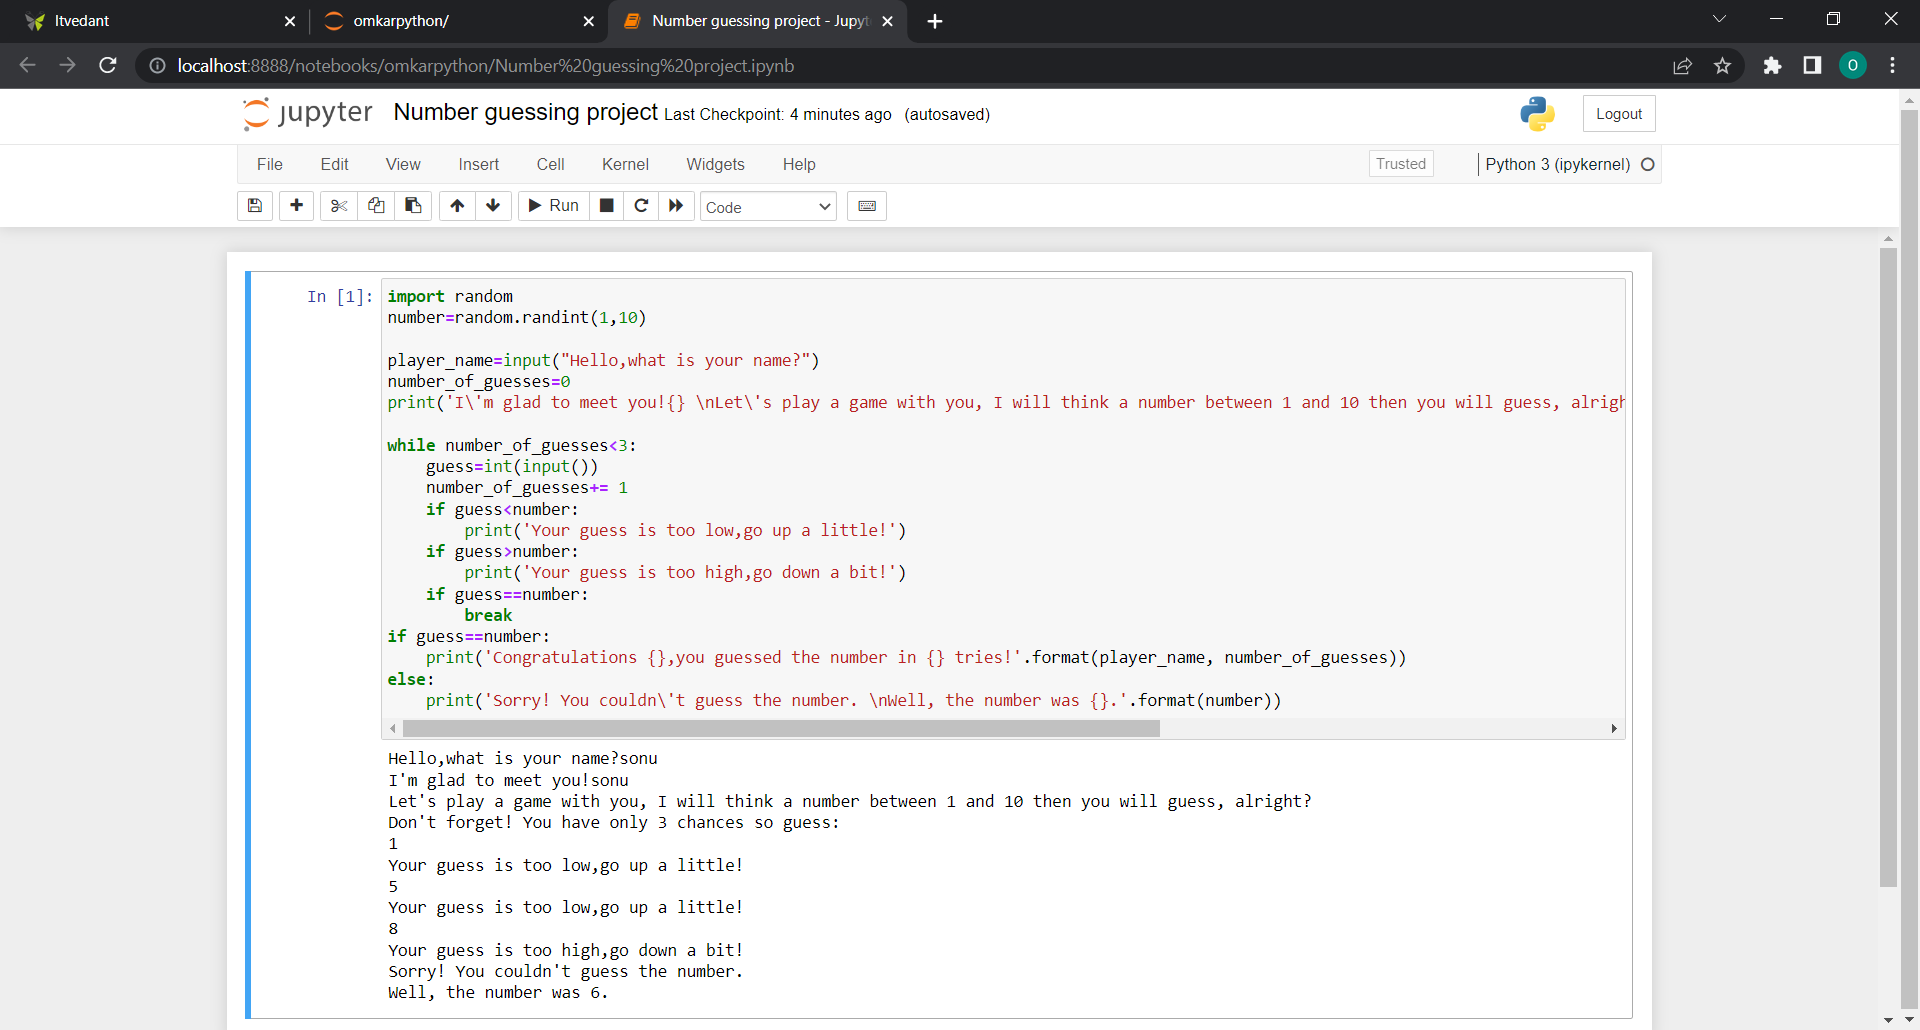 ltvedant
omkarpython/
Number guessing project - Jupyt
localhost:8888/notebooks/omkarpython/Number%20guessing%20project.ipynb
O
jupyter Number guessing project Last Checkpoint: 4 minutes ago (autosaved)
Logout
File Edit View Insert Cell Kernel Widgets Help
Trusted
Python 3 (ipykernel)
Run
Code
In [1]:
import random
number=random.randint(1,10)
player_name=input("Hello,what is your name?")
number_of_guesses=0
print('I\'m glad to meet you!{} \nLet\'s play a game with you, I will think a number between 1 and 10 then you will guess, alrigh
while number_of_guesses<3:
    guess=int(input())
    number_of_guesses+= 1
    if guess<number:
        print('Your guess is too low,go up a little!')
    if guess>number:
        print('Your guess is too high,go down a bit!')
    if guess==number:
        break
if guess==number:
    print('Congratulations {},you guessed the number in {} tries!'.format(player_name, number_of_guesses))
else:
    print('Sorry! You couldn\'t guess the number. \nWell, the number was {}.'.format(number))
Hello,what is your name?sonu
I'm glad to meet you!sonu
Let's play a game with you, I will think a number between 1 and 10 then you will guess, alright?
Don't forget! You have only 3 chances so guess:
1
Your guess is too low,go up a little!
5
Your guess is too low,go up a little!
8
Your guess is too high,go down a bit!
Sorry! You couldn't guess the number.
Well, the number was 6.